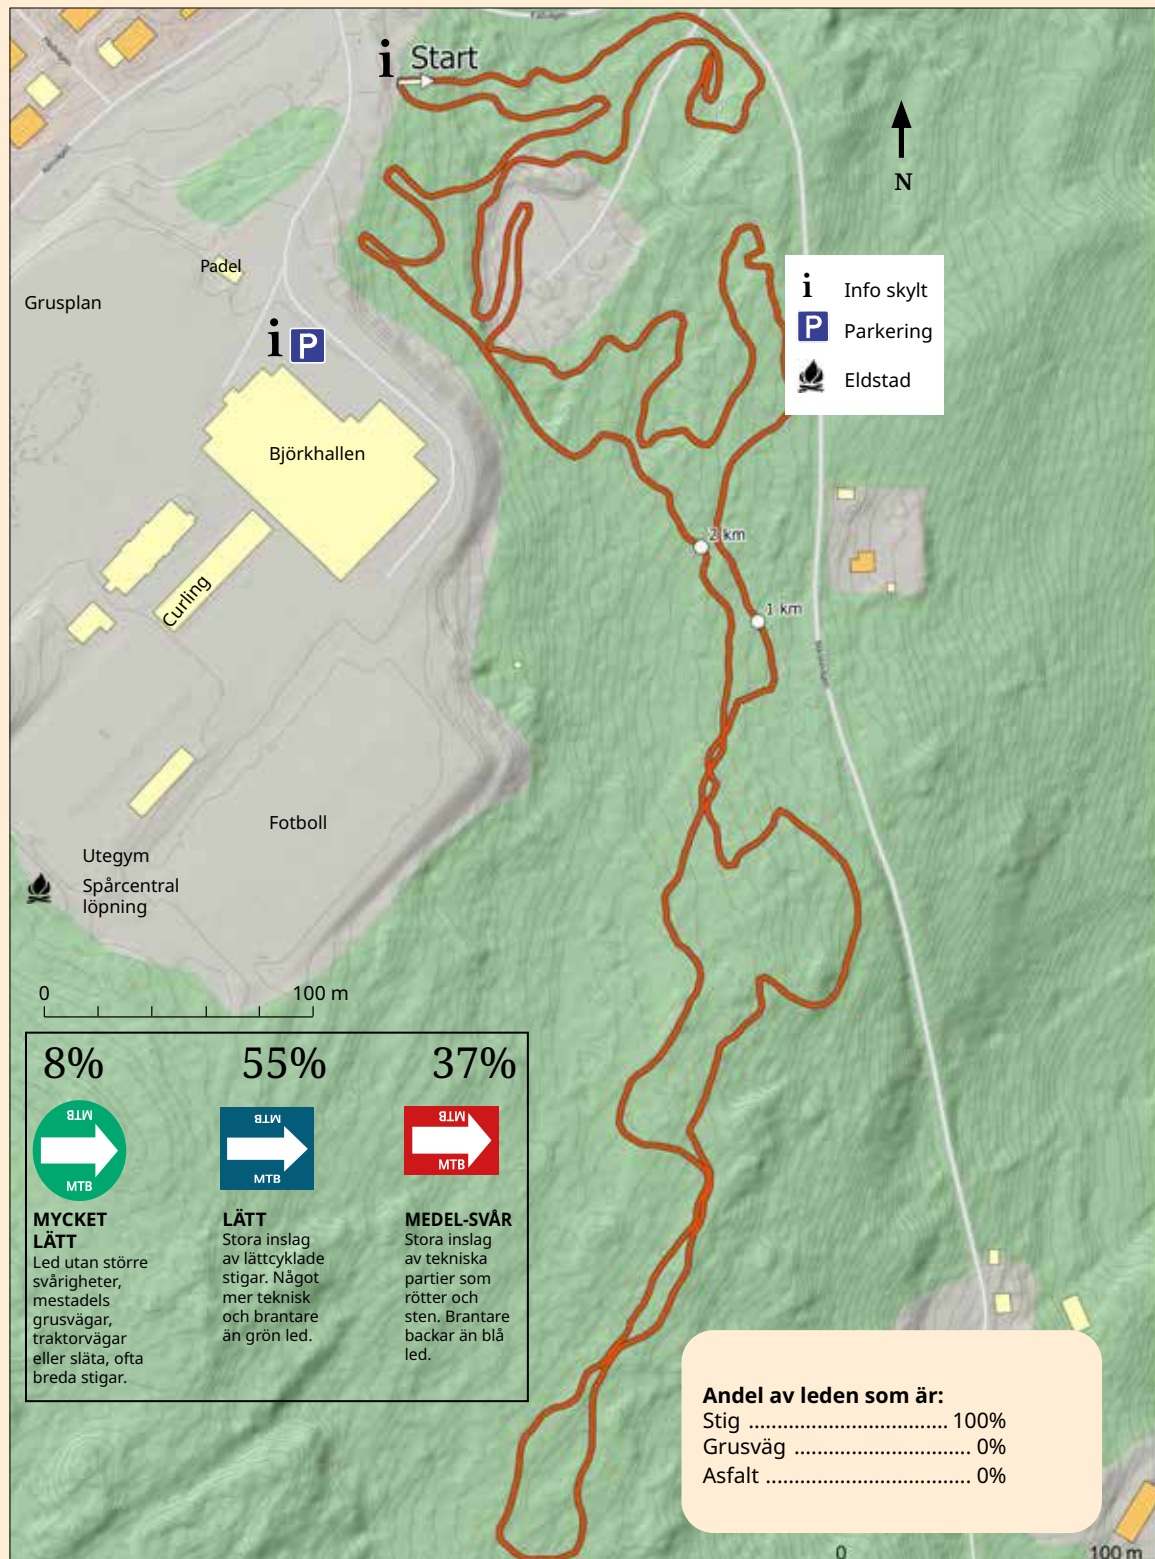 i Start
N
Padel
Grusplan
i P
i Info skylt
P Parkering
Eldstad
Björkhallen
Curling
2 km
1 km
Fotboll
Utegym
Spårcentral
löpning
0 100 m
8% 55% 37%
MTB
MTB
MTB
MTB
MTB
MTB
MYCKET
LÄTT
Led utan större
svårigheter,
mestadels
grusvägar,
traktorvägar
eller släta, ofta
breda stigar.
LÄTT
Stora inslag
av lättcyklade
stigar. Något
mer teknisk
och brantare
än grön led.
MEDEL-SVÅR
Stora inslag
av tekniska
partier som
rötter och
sten. Brantare
backar än blå
led.
Andel av leden som är:
Stig ................................... 100%
Grusväg ............................... 0%
Asfalt .................................... 0%
0 100 m